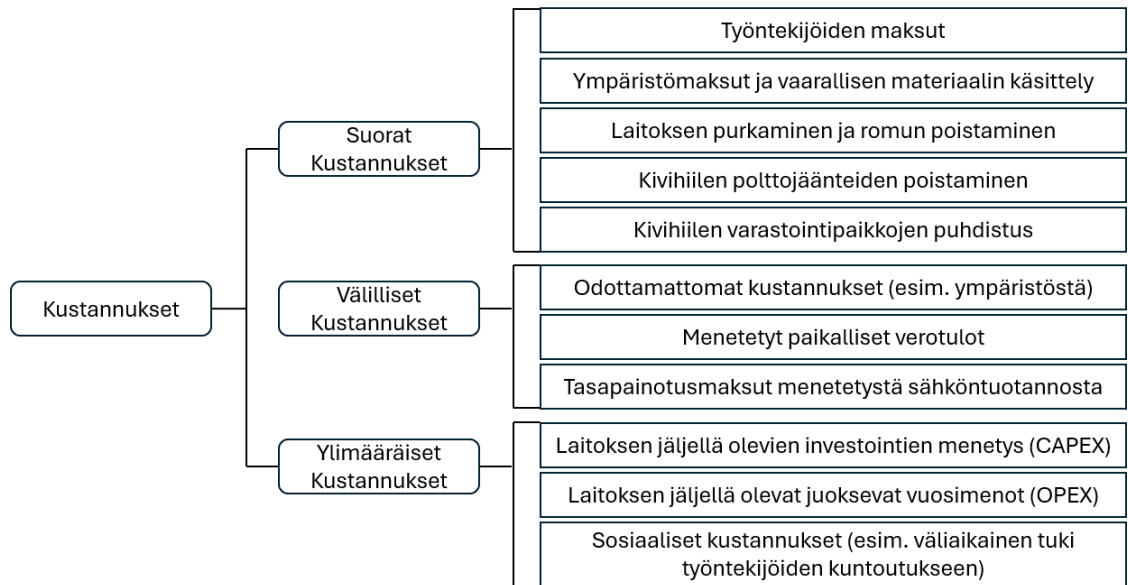 Kustannukset
Suorat
Kustannukset
Työntekijöiden maksut
Ympäristömaksut ja vaarallisen materiaalin käsittely
Laitoksen purkaminen ja romun poistaminen
Kivihiilen polttojäänteiden poistaminen
Kivihiilen varastointipaikkojen puhdistus
Välilliset
Kustannukset
Odottamattomat kustannukset (esim. ympäristöstä)
Menetetyt paikalliset verotulot
Tasapainotusmaksut menetetystä sähköntuotannosta
Ylimääräiset
Kustannukset
Laitoksen jäljellä olevien investointien menetys (CAPEX)
Laitoksen jäljellä olevat juoksevat vuosimenot (OPEX)
Sosiaaliset kustannukset (esim. väliaikainen tuki
työntekijöiden kuntoutukseen)